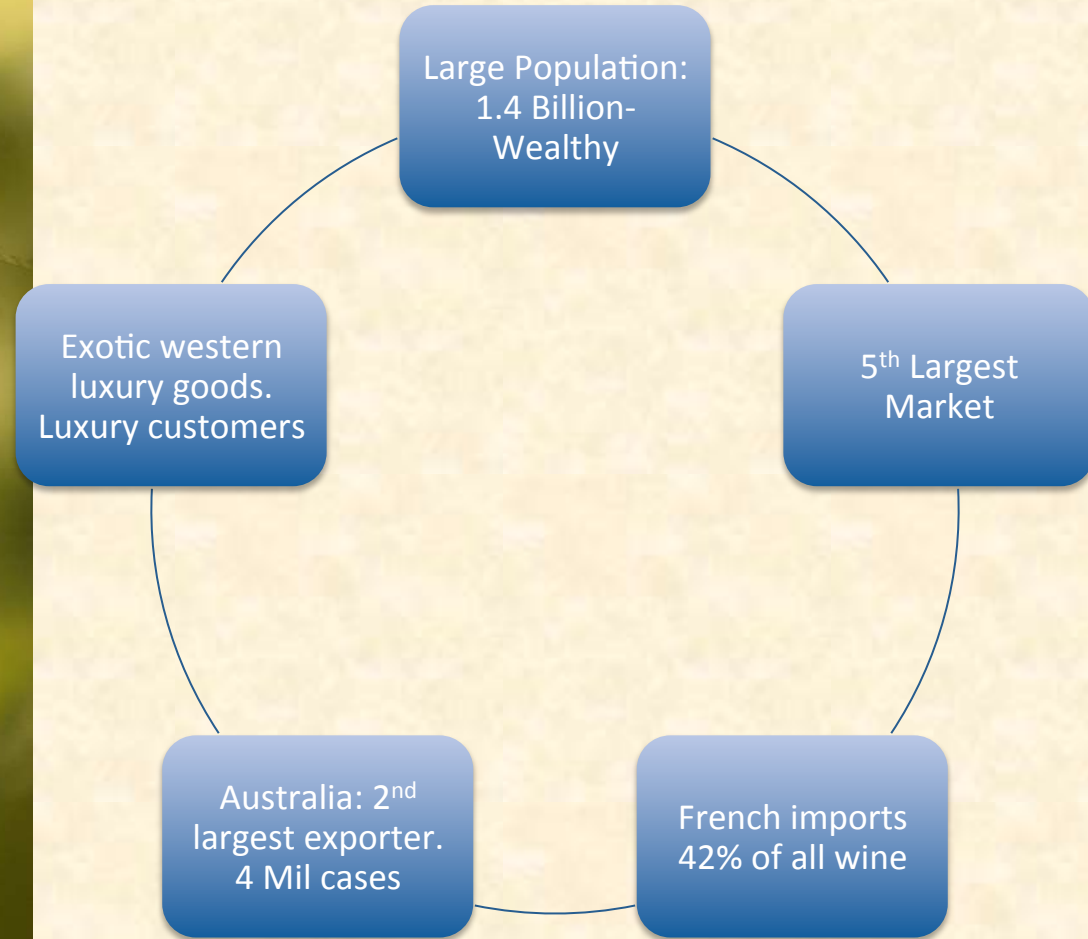 Large Population:
1.4 Billion-
Wealthy
5th Largest
Market
French imports
42% of all wine
Australia: 2nd
largest exporter.
4 Mil cases
Exotic western
luxury goods.
Luxury customers